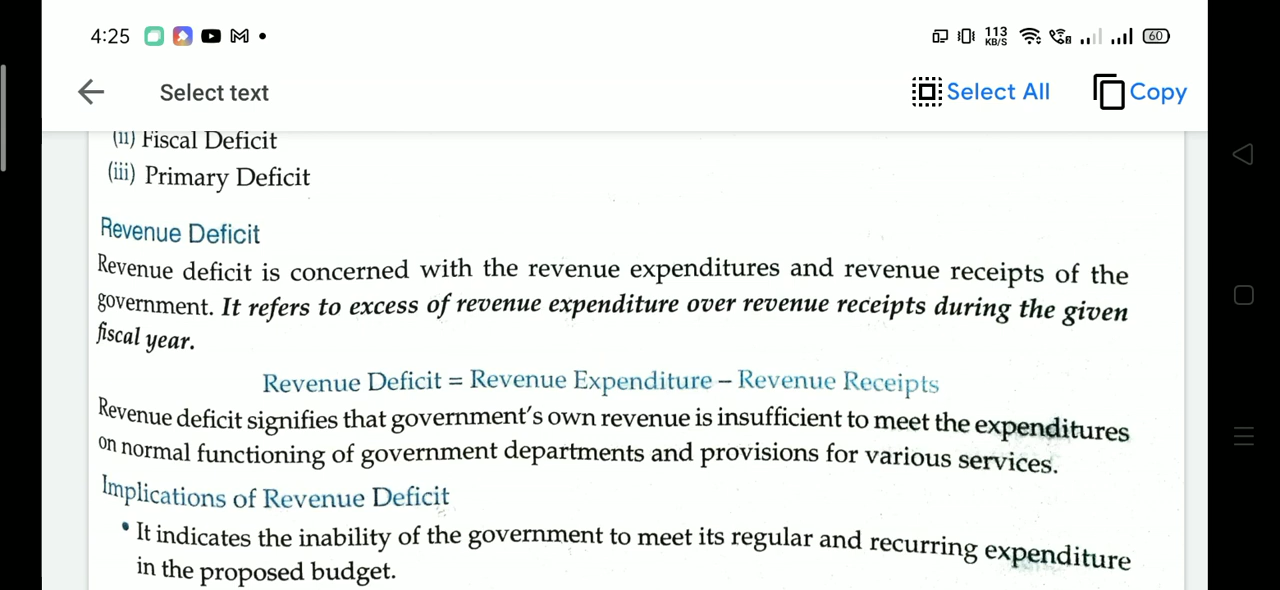 4:25 113 KB/S 60
Select text Select All Copy
(ii) Fiscal Deficit
(iii) Primary Deficit
Revenue Deficit
Revenue deficit is concerned with the revenue expenditures and revenue receipts of the
government. It refers to excess of revenue expenditure over revenue receipts during the given
fiscal year.
Revenue Deficit = Revenue Expenditure – Revenue Receipts
Revenue deficit signifies that government's own revenue is insufficient to meet the expenditures
on normal functioning of government departments and provisions for various services.
Implications of Revenue Deficit
• It indicates the inability of the government to meet its regular and recurring expenditure
in the proposed budget.